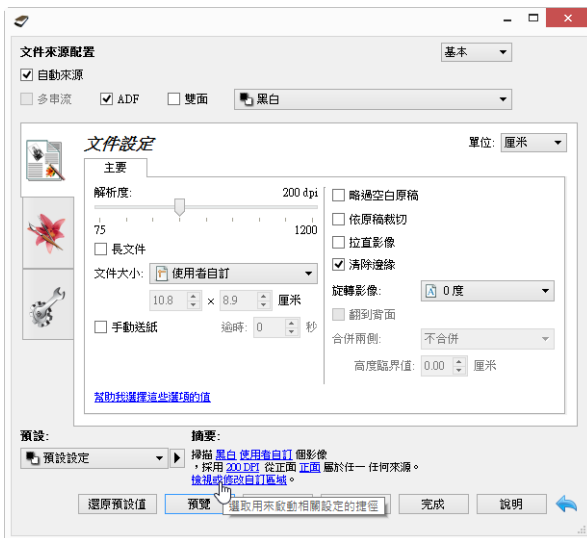 文件來源配置
基本
自動來源
多串流 ADF 雙面 黑白
文件設定
單位: 厘米
主要
解析度: 200 dpi
75 1200
長文件
文件大小: 使用者自訂
10.8 × 8.9 厘米
手動送紙 逾時: 0 秒
幫助我選擇這些選項的值
略過空白原稿
依原稿裁切
拉直影像
清除邊緣
旋轉影像: 0 度
翻到背面
合併兩側: 不合併
高度臨界值: 0.00 厘米
預設:
預設設定
摘要:
掃描 黑白 使用者自訂 個影像
，採用 200 DPI 從正面 正面 屬於任一 任何來源。
檢視或修改自訂區域。
還原預設值 預覽 完成 說明
選取用來啟動相關設定的捷徑